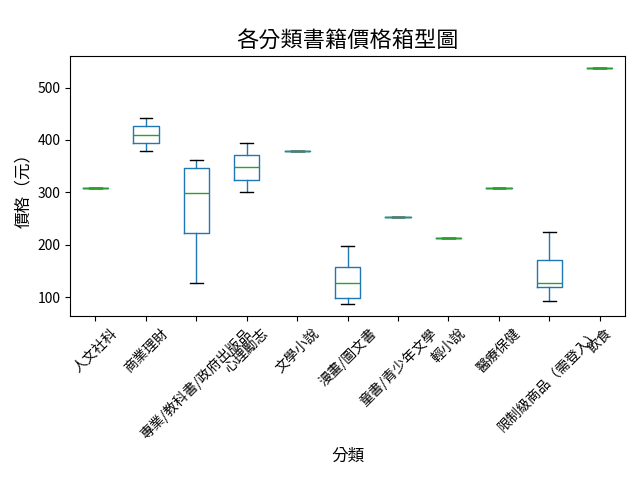 各分類書籍價格箱型圖
價格（元）
500
400
300
200
100
人文社科
商業理財
專業/教科書/政府出版品
心理勵志
文學小說
漫畫/圖文書
童書/青少年文學
輕小說
醫療保健
限制級商品（需登入）
飲食
分類